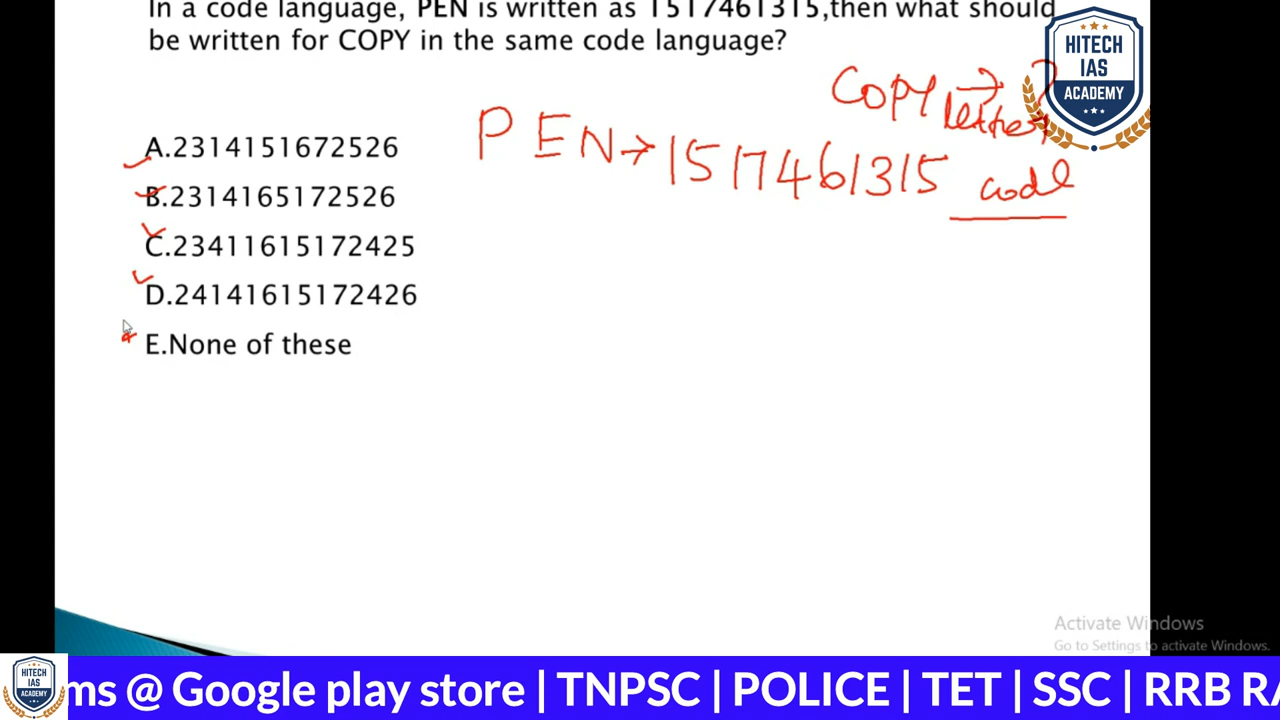 In a code language, PEN is written as 1517461315,then what should
be written for COPY in the same code language?
HITECH
IAS
ACADEMY
COPY → ?
letters
PEN→1517461315 code
A.2314151672526
B.2314165172526
C.23411615172425
D.24141615172426
E.None of these
Activate Windows
Go to Settings to activate Windows.
HITECH
IAS
ACADEMY
ms @ Google play store | TNPSC | POLICE | TET | SSC | RRB RA